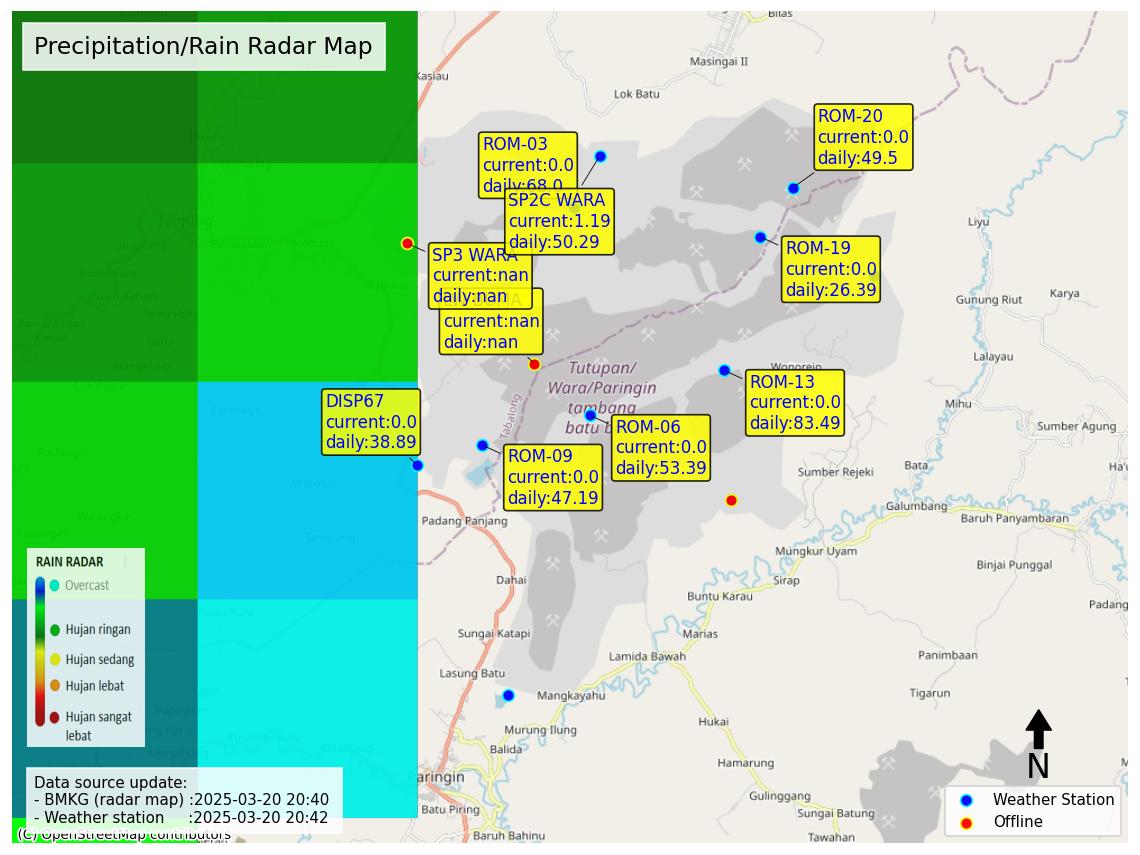 Precipitation/Rain Radar Map
Bilas
Masingai II
Kasiau
Lok Batu
ROM-20
current:0.0
daily:49.5
ROM-03
current:0.0
daily:68.0
SP2C WARA
current:1.19
daily:50.29
Tanjung
Liyu
ROM-19
current:0.0
daily:26.39
SP3 WARA
current:nan
daily:nan
current:nan
daily:nan
Mabuun
Karya
Gunung Riut
Lalayau
Wonorejo
Tutupan/
Wara/Paringin
tambang
batu b
Tabalong
ROM-13
current:0.0
daily:83.49
DISP67
current:0.0
daily:38.89
ROM-06
current:0.0
daily:53.39
ROM-09
current:0.0
daily:47.19
Mihu
Sumber Agung
Bata
Ha'u
Sumber Rejeki
Galumbang
Baruh Panyambaran
Padang Panjang
Mungkur Uyam
Binjai Punggal
Dahai
Sirap
Buntu Karau
Padang
Sungai Katapi
Marias
Lamida Bawah
Panimbaan
Lasung Batu
Mangkayahu
Tigarun
Hukai
Murung Ilung
Balida
Hamarung
Paringin
Gulinggang
Batu Piring
Sungai Batung
Baruh Bahinu
Tawahan
RAIN RADAR
Overcast
Hujan ringan
Hujan sedang
Hujan lebat
Hujan sangat
lebat
N
Weather Station
Offline
Data source update:
- BMKG (radar map) :2025-03-20 20:40
- Weather station :2025-03-20 20:42
(C) OpenStreetMap contributors